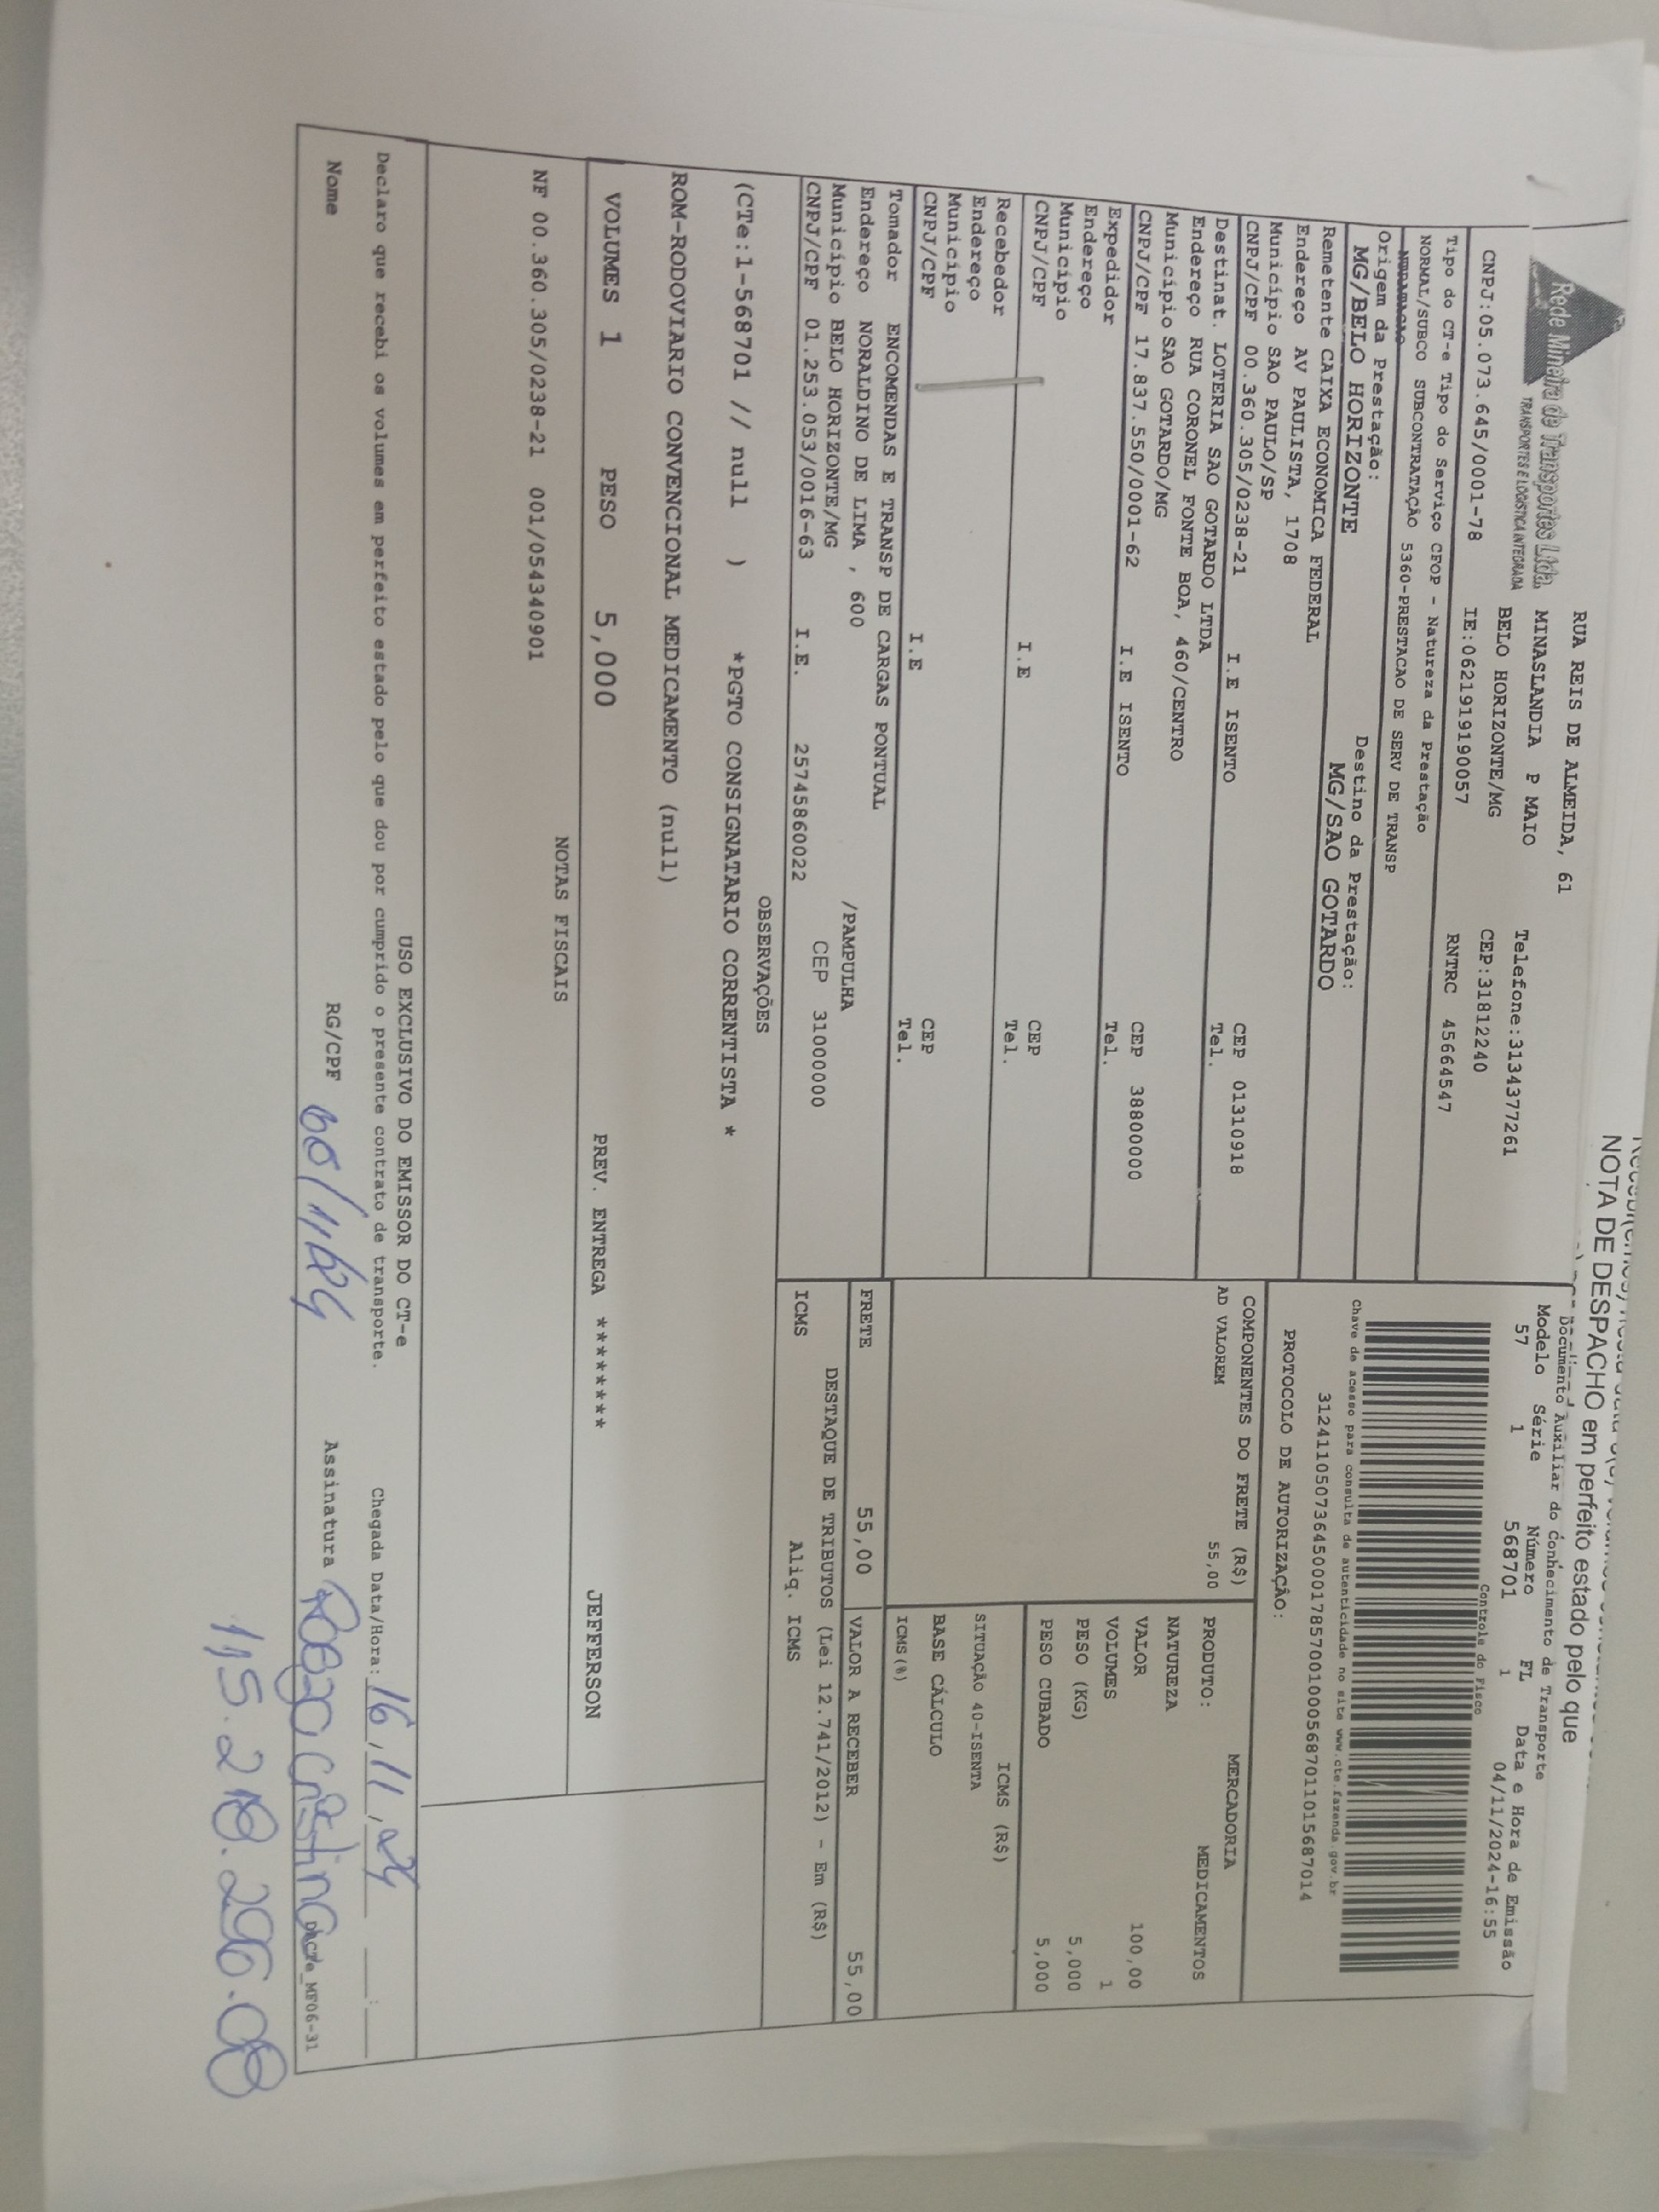 NOTA DE DESPACHO em perfeito estado pelo que
Rede Mineira de Transportes Ltda.
TRANSPORTES E LOGÍSTICA INTEGRADA
RUA REIS DE ALMEIDA, 61
MINASLANDIA P MAIO Telefone:3134377261
BELO HORIZONTE/MG CEP:31812240
CNPJ:05.073.645/0001-78 IE:0621919190057 RNTRC 45664547
Documento Auxiliar do Conhecimento de Transporte
Modelo Série Número FL Data e Hora de Emissão
57 1 568701 1 04/11/2024-16:55
Controle do Fisco
Tipo do CT-e Tipo do Serviço CFOP - Natureza da Prestação
NORMAL/SUBCO SUBCONTRATAÇÃO 5360-PRESTACAO DE SERV DE TRANSP
Chave de acesso para consulta de autenticidade no site www.cte.fazenda.gov.br
31241105073645000178570010005687011015687014
PROTOCOLO DE AUTORIZAÇÃO:
Origem da Prestação: Destino da Prestação:
MG/BELO HORIZONTE MG/SAO GOTARDO
Remetente CAIXA ECONOMICA FEDERAL
Endereço AV PAULISTA, 1708
Município SAO PAULO/SP CEP 01310918
CNPJ/CPF 00.360.305/0238-21 I.E ISENTO Tel.
Destinat. LOTERIA SAO GOTARDO LTDA
Endereço RUA CORONEL FONTE BOA, 460/CENTRO
Município SAO GOTARDO/MG CEP 38800000
CNPJ/CPF 17.837.550/0001-62 I.E ISENTO Tel.
Expedidor
Endereço
Município CEP
CNPJ/CPF I.E Tel.
Recebedor
Endereço
Município CEP
CNPJ/CPF I.E Tel.
Tomador ENCOMENDAS E TRANSP DE CARGAS PONTUAL
Endereço NORALDINO DE LIMA , 600 /PAMPULHA
Município BELO HORIZONTE/MG CEP 31000000
CNPJ/CPF 01.253.053/0016-63 I.E. 25745860022
COMPONENTES DO FRETE (R$)
AD VALOREM 55,00
MERCADORIA
PRODUTO: MEDICAMENTOS
NATUREZA
VALOR 100,00
VOLUMES 1
PESO (KG) 5,000
PESO CUBADO 5,000
ICMS (R$)
SITUAÇÃO 40-ISENTA
BASE CÁLCULO
ICMS(%)
FRETE 55,00 VALOR A RECEBER 55,00
DESTAQUE DE TRIBUTOS (Lei 12.741/2012) - Em (R$)
ICMS Aliq. ICMS
OBSERVAÇÕES
(CTe:1-568701 // null ) *PGTO CONSIGNATARIO CORRENTISTA *
ROM-RODOVIARIO CONVENCIONAL MEDICAMENTO (null)
VOLUMES 1 PESO 5,000 PREV. ENTREGA ******** JEFFERSON
NOTAS FISCAIS
NF 00.360.305/0238-21 001/054340901
USO EXCLUSIVO DO EMISSOR DO CT-e
Declaro que recebi os volumes em perfeito estado pelo que dou por cumprido o presente contrato de transporte. Chegada Data/Hora: 16/11/24 __:__
Nome RG/CPF Assinatura
DACTe_MF06-31